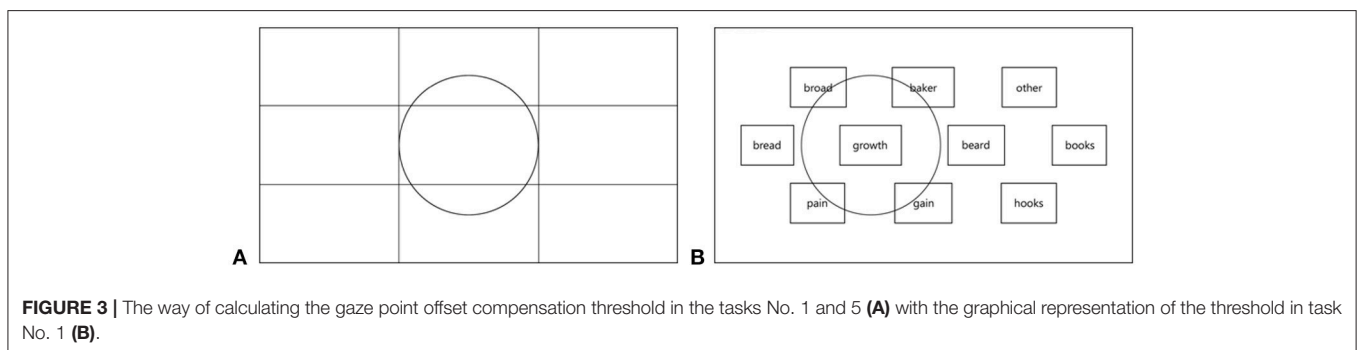 broad baker other
bread growth beard books
pain gain hooks
A B
FIGURE 3 | The way of calculating the gaze point offset compensation threshold in the tasks No. 1 and 5 (A) with the graphical representation of the threshold in task
No. 1 (B).